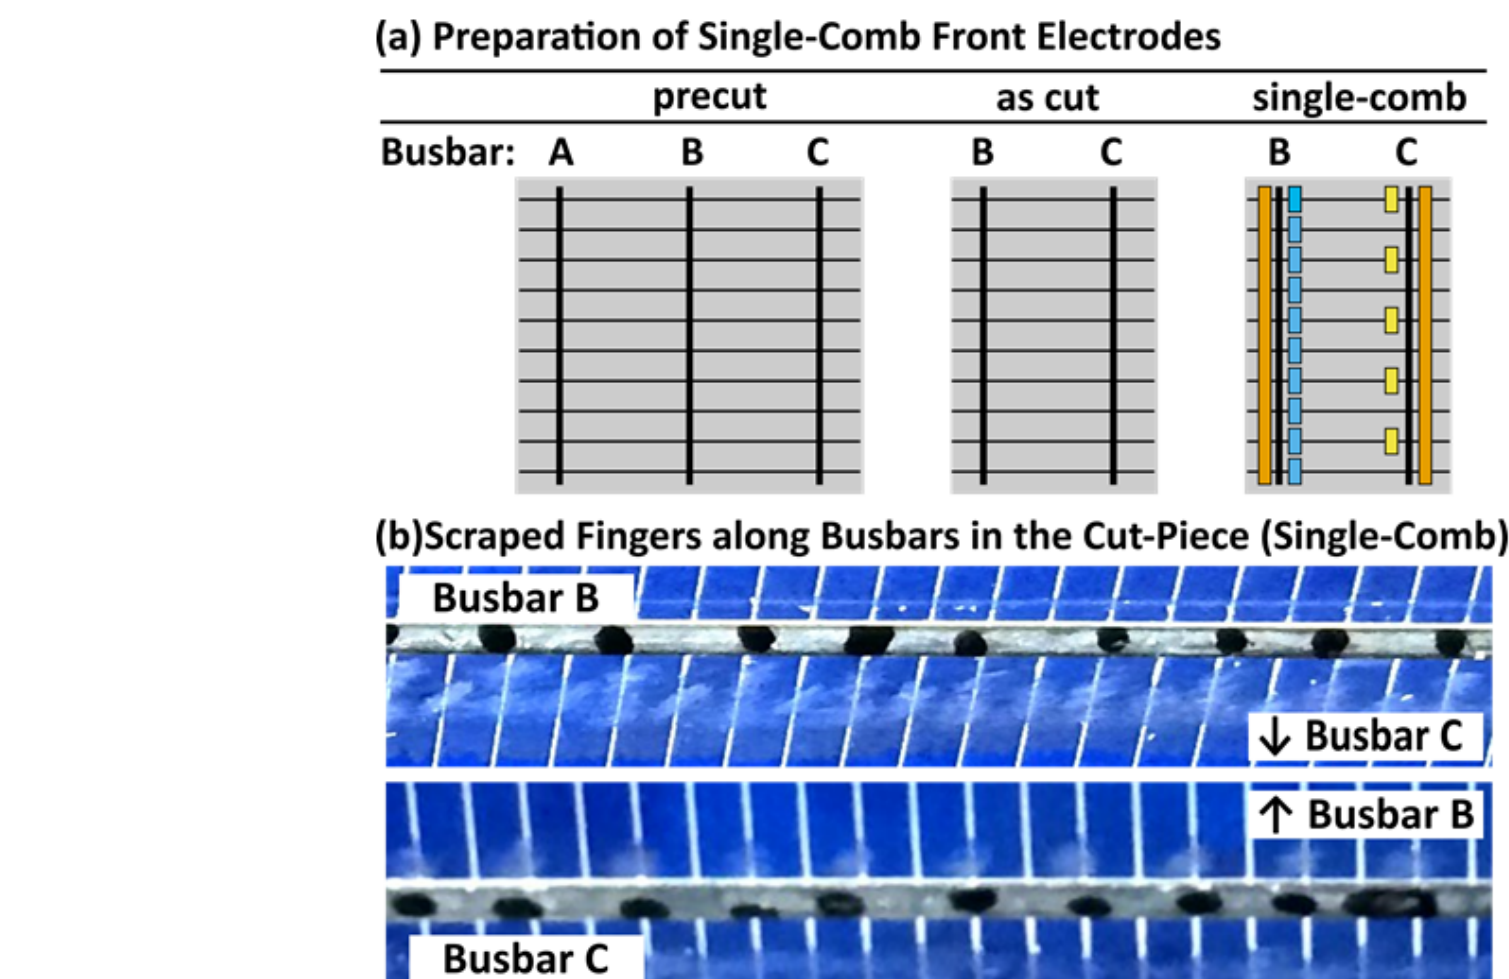 (a) Preparation of Single-Comb Front Electrodes
precut as cut single-comb
Busbar: A B C B C B C
(b)Scraped Fingers along Busbars in the Cut-Piece (Single-Comb)
Busbar B
↓ Busbar C
↑ Busbar B
Busbar C